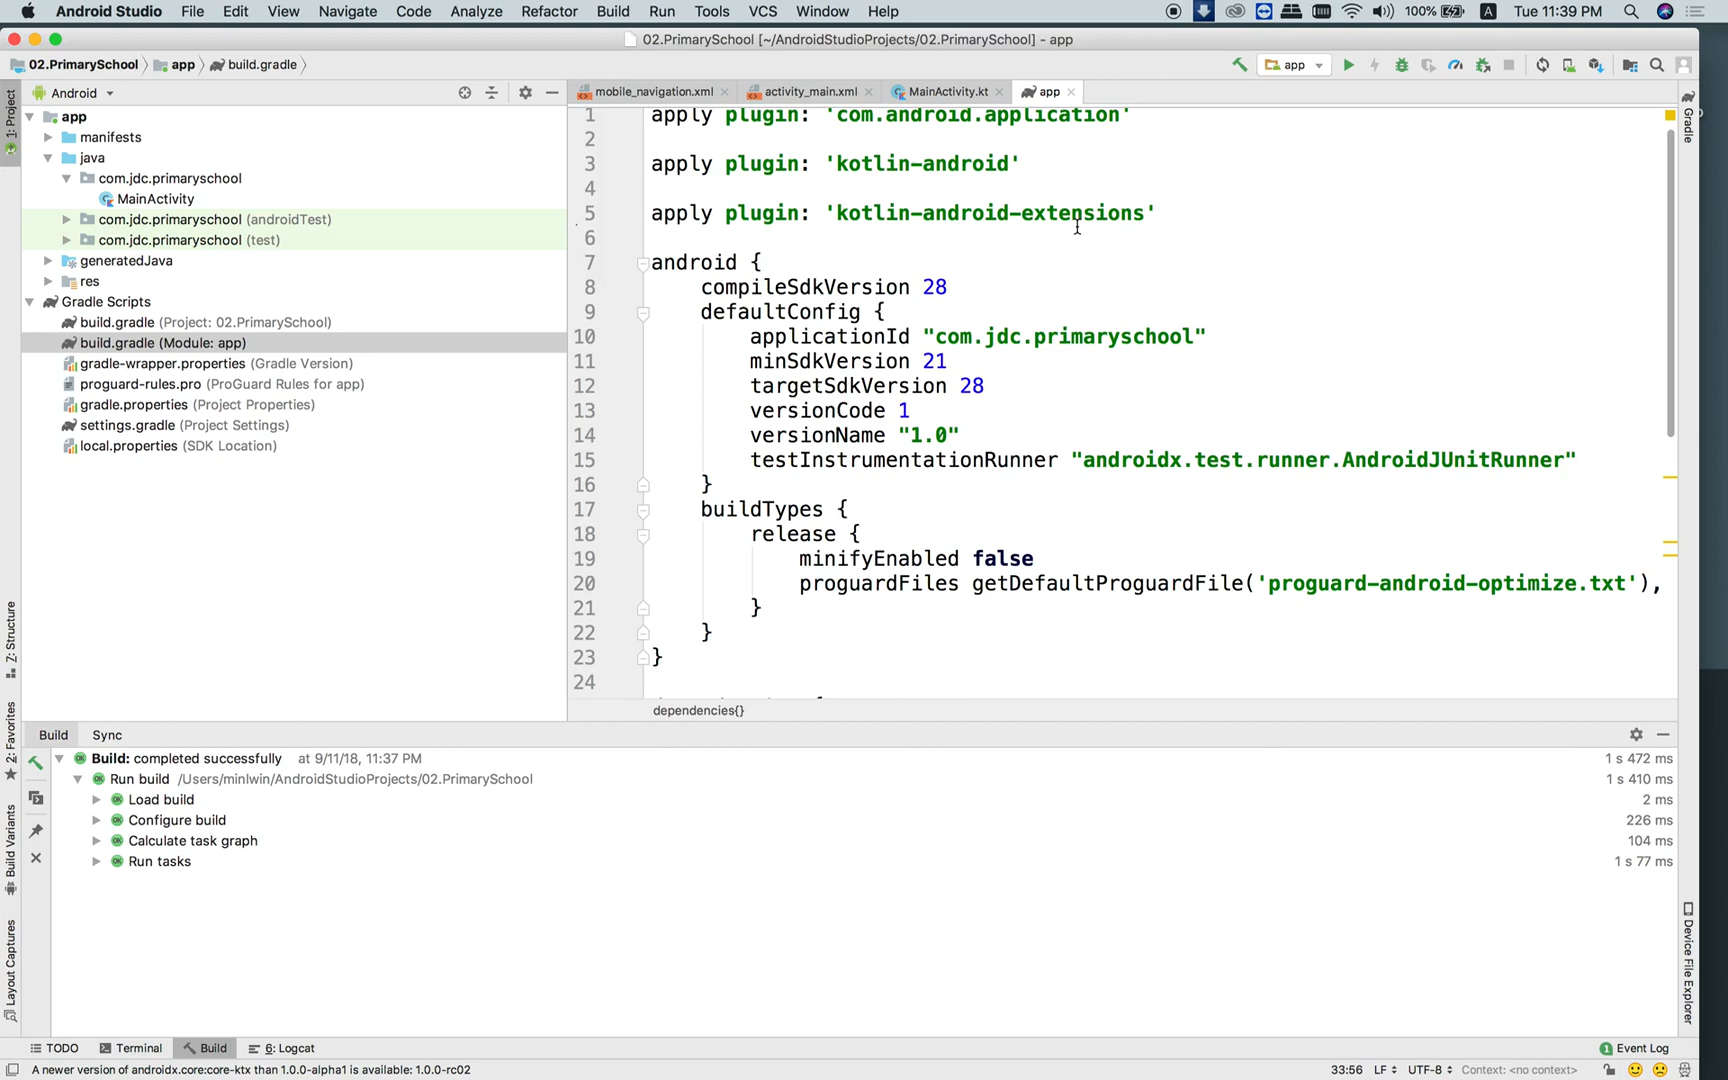 Android Studio File Edit View Navigate Code Analyze Refactor Build Run Tools VCS Window Help 100% A Tue 11:39 PM
02.PrimarySchool [~/AndroidStudioProjects/02.PrimarySchool] - app
02.PrimarySchool app build.gradle app
Android mobile_navigation.xml activity_main.xml MainActivity.kt app
1: Project
Z: Structure
2: Favorites
Build Variants
Layout Captures
app
manifests
java
com.jdc.primaryschool
MainActivity
com.jdc.primaryschool (androidTest)
com.jdc.primaryschool (test)
generatedJava
res
Gradle Scripts
build.gradle (Project: 02.PrimarySchool)
build.gradle (Module: app)
gradle-wrapper.properties (Gradle Version)
proguard-rules.pro (ProGuard Rules for app)
gradle.properties (Project Properties)
settings.gradle (Project Settings)
local.properties (SDK Location)
1 apply plugin: 'com.android.application'
2
3 apply plugin: 'kotlin-android'
4
5 apply plugin: 'kotlin-android-extensions'
6
7 android {
8 compileSdkVersion 28
9 defaultConfig {
10 applicationId "com.jdc.primaryschool"
11 minSdkVersion 21
12 targetSdkVersion 28
13 versionCode 1
14 versionName "1.0"
15 testInstrumentationRunner "androidx.test.runner.AndroidJUnitRunner"
16 }
17 buildTypes {
18 release {
19 minifyEnabled false
20 proguardFiles getDefaultProguardFile('proguard-android-optimize.txt'),
21 }
22 }
23 }
24
dependencies{}
Gradle
Device File Explorer
Build Sync
Build: completed successfully at 9/11/18, 11:37 PM 1 s 472 ms
Run build /Users/minlwin/AndroidStudioProjects/02.PrimarySchool 1 s 410 ms
Load build 2 ms
Configure build 226 ms
Calculate task graph 104 ms
Run tasks 1 s 77 ms
TODO Terminal Build 6: Logcat 1 Event Log
A newer version of androidx.core:core-ktx than 1.0.0-alpha1 is available: 1.0.0-rc02 33:56 LF UTF-8 Context: <no context>